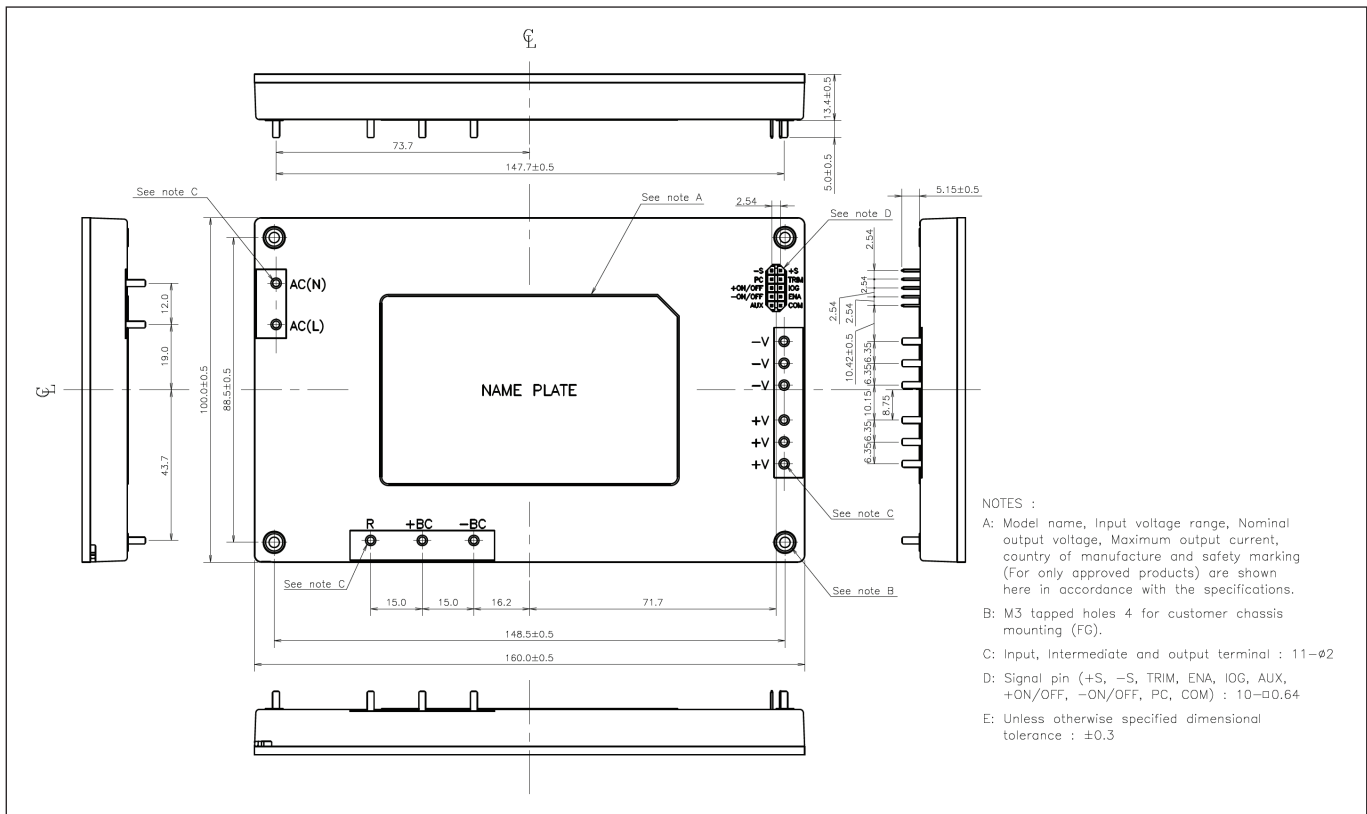 ℄
13.4±0.5
5.0±0.5
73.7
147.7±0.5
See note C
See note A
2.54
See note D
5.15±0.5
2.54
2.54
2.54
2.54
10.42±0.5
6.35
6.35
10.15
8.75
6.35
6.35
AC(N)
AC(L)
-S +S
PC TRIM
+ON/OFF IOG
-ON/OFF ENA
AUX COM
-V
-V
-V
+V
+V
+V
12.0
19.0
43.7
℄
100.0±0.5
88.5±0.5
NAME PLATE
R +BC -BC
See note C
See note C
See note B
15.0
15.0
16.2
71.7
148.5±0.5
160.0±0.5
NOTES :
A: Model name, Input voltage range, Nominal
output voltage, Maximum output current,
country of manufacture and safety marking
(For only approved products) are shown
here in accordance with the specifications.
B: M3 tapped holes 4 for customer chassis
mounting (FG).
C: Input, Intermediate and output terminal : 11-ø2
D: Signal pin (+S, -S, TRIM, ENA, IOG, AUX,
+ON/OFF, -ON/OFF, PC, COM) : 10-□0.64
E: Unless otherwise specified dimensional
tolerance : ±0.3